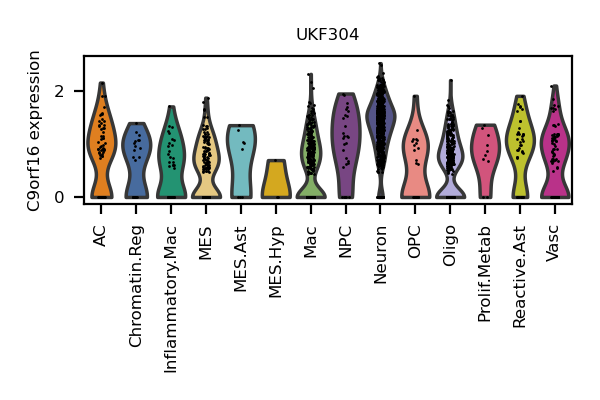 UKF304
C9orf16 expression
2
0
AC
Chromatin.Reg
Inflammatory.Mac
MES
MES.Ast
MES.Hyp
Mac
NPC
Neuron
OPC
Oligo
Prolif.Metab
Reactive.Ast
Vasc